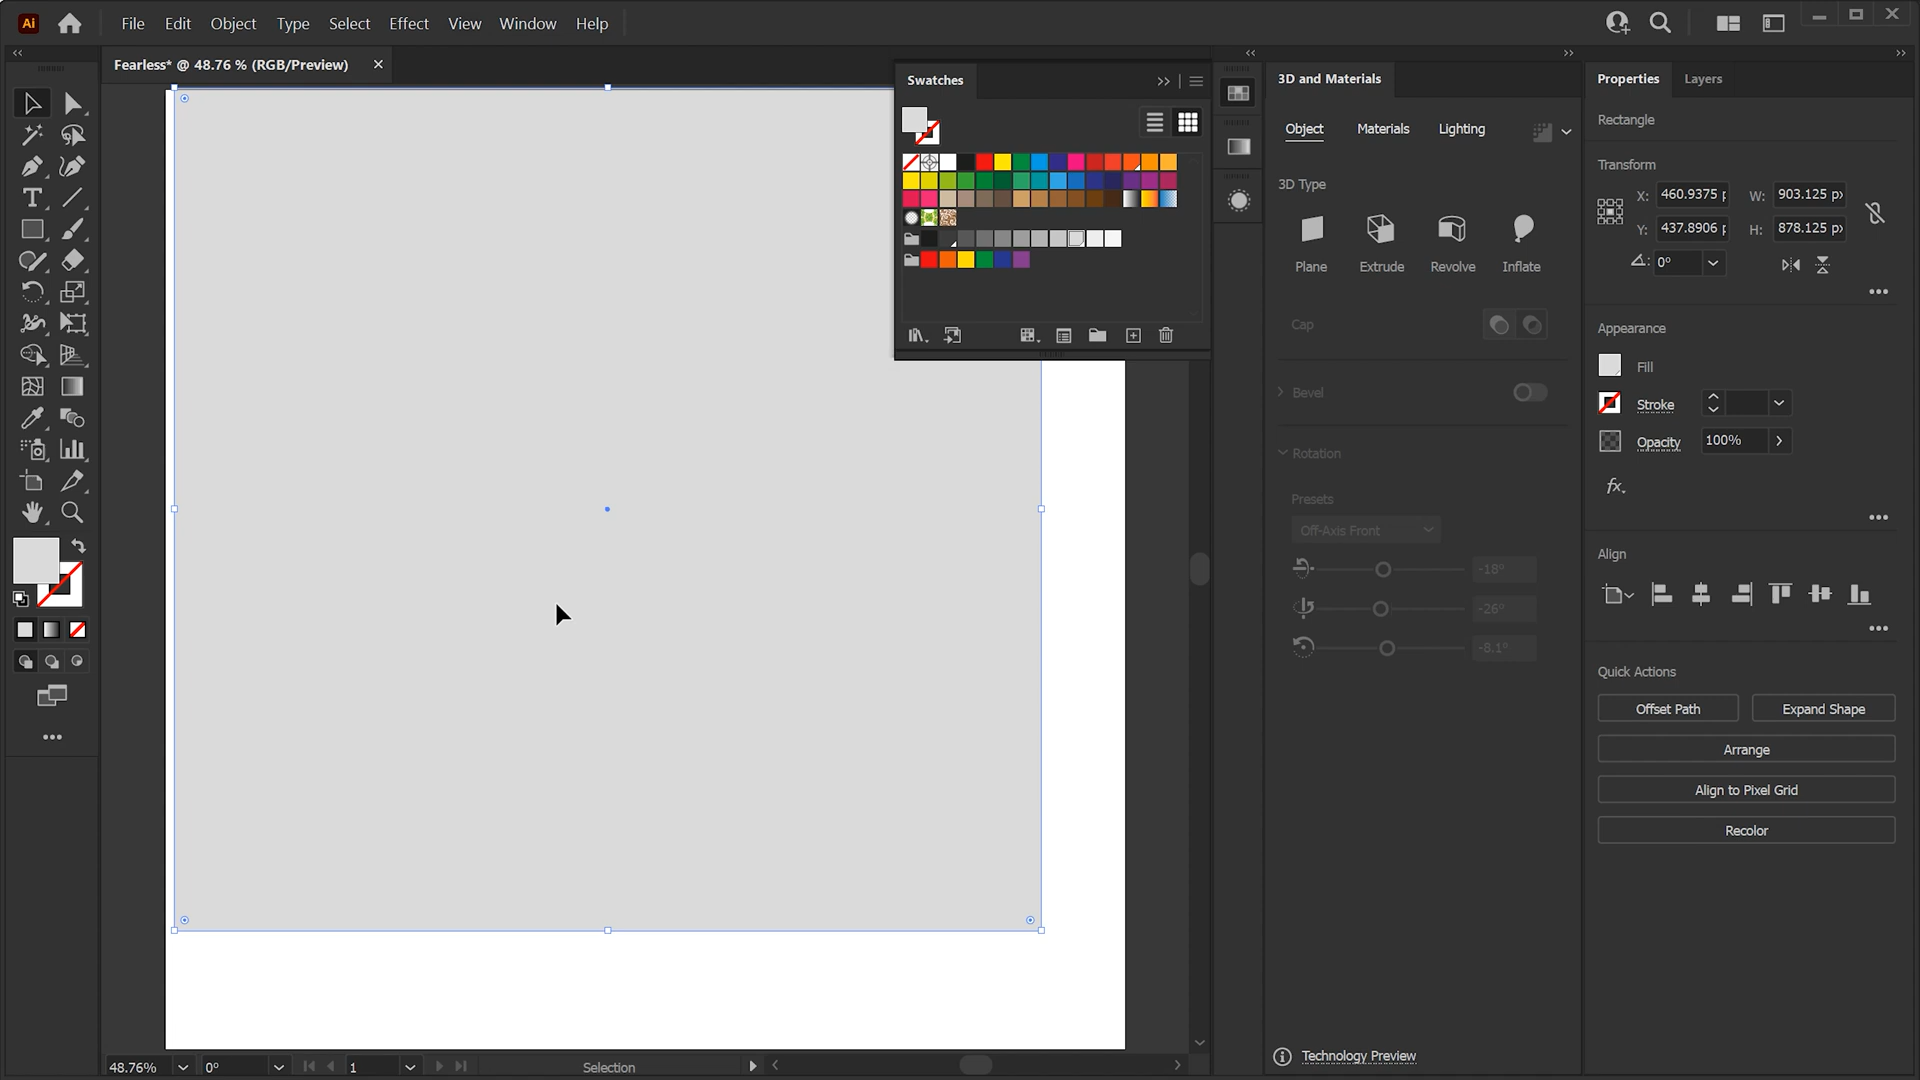 Ai File Edit Object Type Select Effect View Window Help
Fearless* @ 48.76 % (RGB/Preview)
Swatches
3D and Materials
Object Materials Lighting
3D Type
Plane Extrude Revolve Inflate
Cap
Bevel
Rotation
Presets
Off-Axis Front
-18°
-26°
-8.1°
Technology Preview
Properties Layers
Rectangle
Transform
X: 460.9375 W: 903.125 px
Y: 437.8906 H: 878.125 px
0°
Appearance
Fill
Stroke
Opacity 100%
fx.
Align
Quick Actions
Offset Path Expand Shape
Arrange
Align to Pixel Grid
Recolor
48.76% 0° 1 Selection